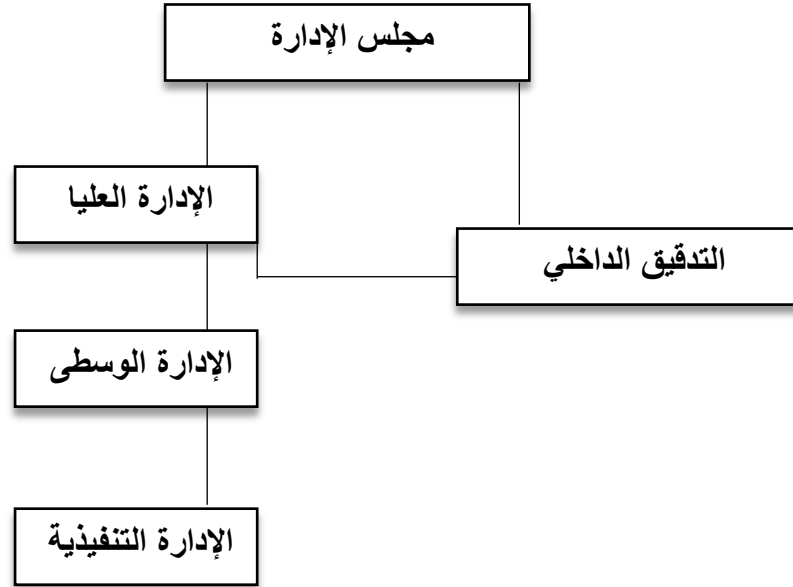 مجلس الإدارة
الإدارة العليا
التدقيق الداخلي
الإدارة الوسطى
الإدارة التنفيذية